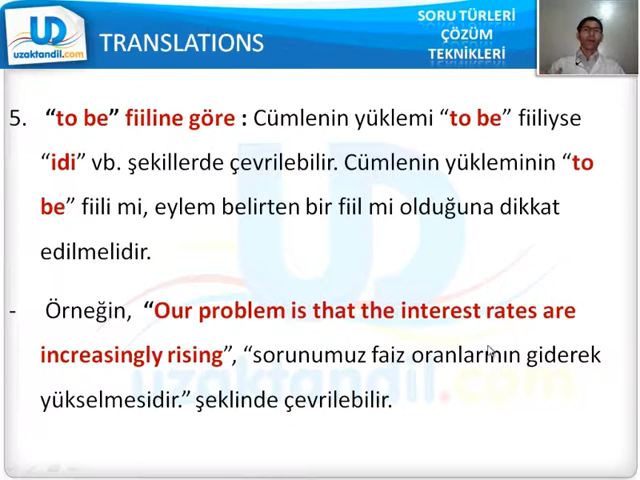 UD
uzaktandil.com
TRANSLATIONS
SORU TÜRLERİ
ÇÖZÜM
TEKNİKLERİ
5. “to be” fiiline göre : Cümlenin yüklemi “to be” fiiliyse
“idi” vb. şekillerde çevrilebilir. Cümlenin yükleminin “to
be” fiili mi, eylem belirten bir fiil mi olduğuna dikkat
edilmelidir.
- Örneğin, “Our problem is that the interest rates are
increasingly rising”, “sorunumuz faiz oranlarının giderek
yükselmesidir.” şeklinde çevrilebilir.
uzaktandil.com